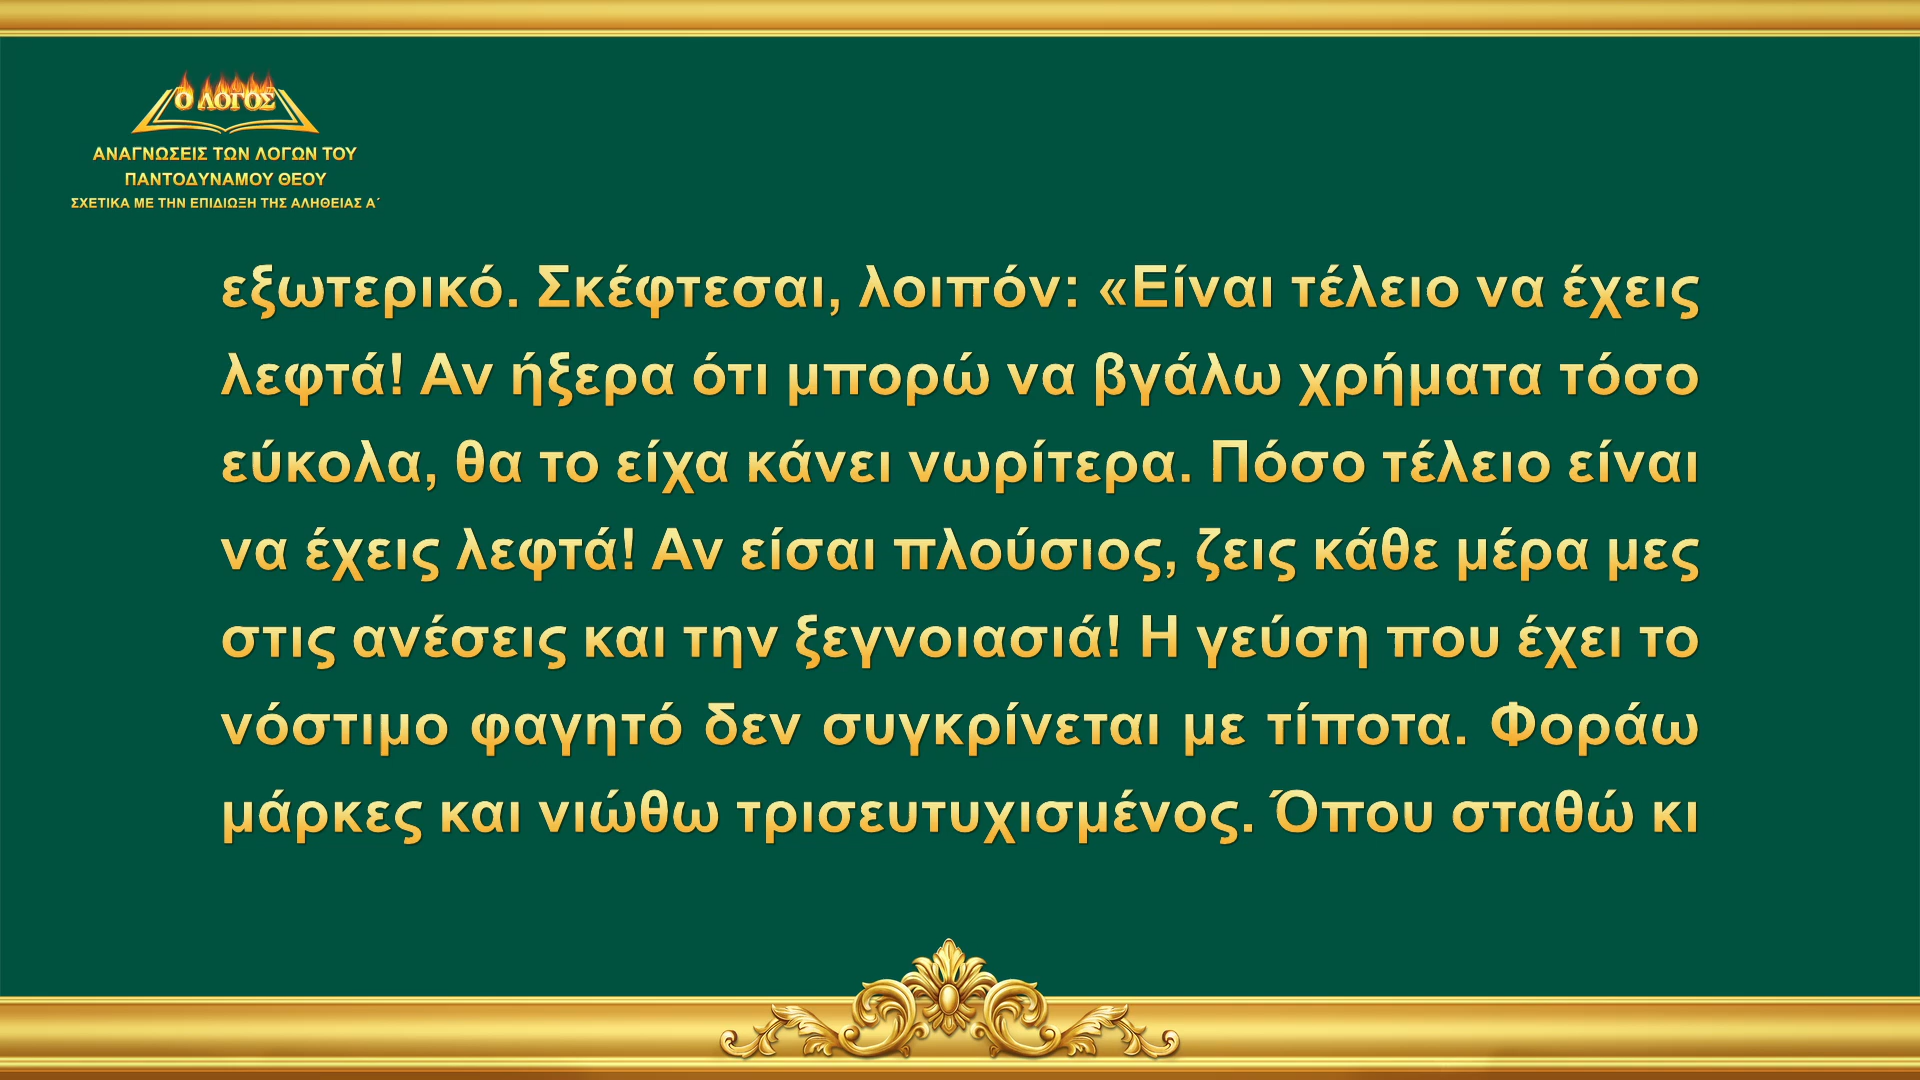 Ο ΛΟΓΟΣ
ΑΝΑΓΝΩΣΕΙΣ ΤΩΝ ΛΟΓΩΝ ΤΟΥ
ΠΑΝΤΟΔΥΝΑΜΟΥ ΘΕΟΥ
ΣΧΕΤΙΚΑ ΜΕ ΤΗΝ ΕΠΙΔΙΩΞΗ ΤΗΣ ΑΛΗΘΕΙΑΣ Α΄
εξωτερικό. Σκέφτεσαι, λοιπόν: «Είναι τέλειο να έχεις
λεφτά! Αν ήξερα ότι μπορώ να βγάλω χρήματα τόσο
εύκολα, θα το είχα κάνει νωρίτερα. Πόσο τέλειο είναι
να έχεις λεφτά! Αν είσαι πλούσιος, ζεις κάθε μέρα μες
στις ανέσεις και την ξεγνοιασιά! Η γεύση που έχει το
νόστιμο φαγητό δεν συγκρίνεται με τίποτα. Φοράω
μάρκες και νιώθω τρισευτυχισμένος. Όπου σταθώ κι